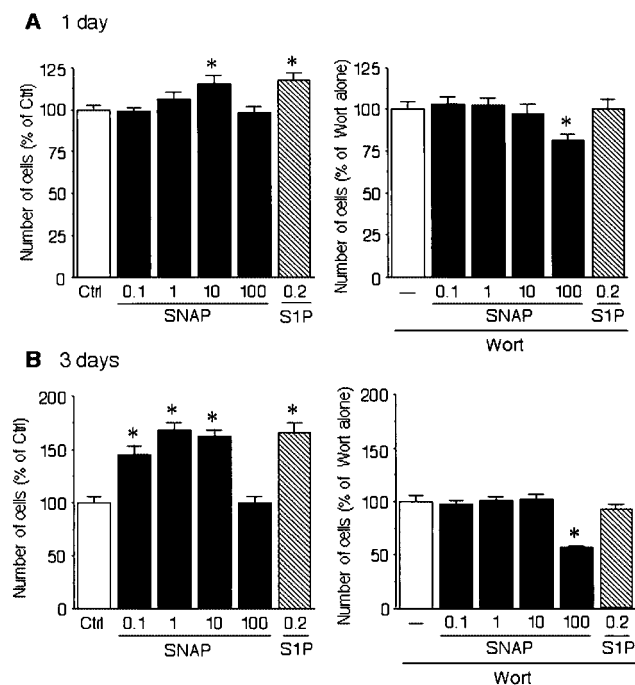 A 1 day
Number of cells (% of Ctrl)
125
100
75
50
25
0
*
*
Ctrl 0.1 1 10 100 0.2
SNAP S1P
Number of cells (% of Wort alone)
125
100
75
50
25
0
*
— 0.1 1 10 100 0.2
SNAP S1P
Wort
B 3 days
Number of cells (% of Ctrl)
200
150
100
50
0
* * * *
Ctrl 0.1 1 10 100 0.2
SNAP S1P
Number of cells (% of Wort alone)
200
150
100
50
0
*
— 0.1 1 10 100 0.2
SNAP S1P
Wort